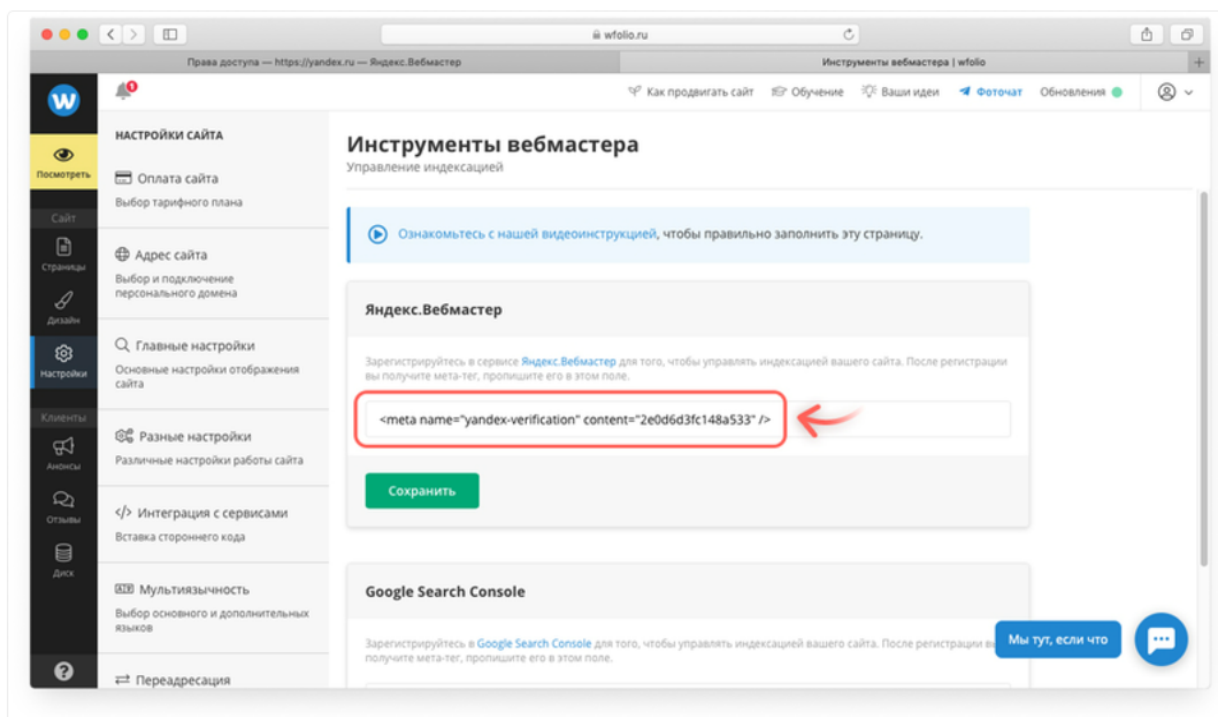 wfolio.ru
Права доступа — https://yandex.ru — Яндекс.Вебмастер
Инструменты вебмастера | wfolio
W
1
Как продвигать сайт
Обучение
Ваши идеи
Фоточат
Обновления
Посмотреть
Сайт
Страницы
Дизайн
Настройки
Клиенты
Анонсы
Отзывы
Диск
НАСТРОЙКИ САЙТА
Оплата сайта
Выбор тарифного плана
Адрес сайта
Выбор и подключение
персонального домена
Главные настройки
Основные настройки отображения
сайта
Разные настройки
Различные настройки работы сайта
</> Интеграция с сервисами
Вставка стороннего кода
Мультиязычность
Выбор основного и дополнительных
языков
Переадресация
Инструменты вебмастера
Управление индексацией
Ознакомьтесь с нашей видеоинструкцией, чтобы правильно заполнить эту страницу.
Яндекс.Вебмастер
Зарегистрируйтесь в сервисе Яндекс.Вебмастер для того, чтобы управлять индексацией вашего сайта. После регистрации
вы получите мета-тег, пропишите его в этом поле.
<meta name="yandex-verification" content="2e0d6d3fc148a533" />
Сохранить
Google Search Console
Зарегистрируйтесь в Google Search Console для того, чтобы управлять индексацией вашего сайта. После регистрации
получите мета-тег, пропишите его в этом поле.
Мы тут, если что